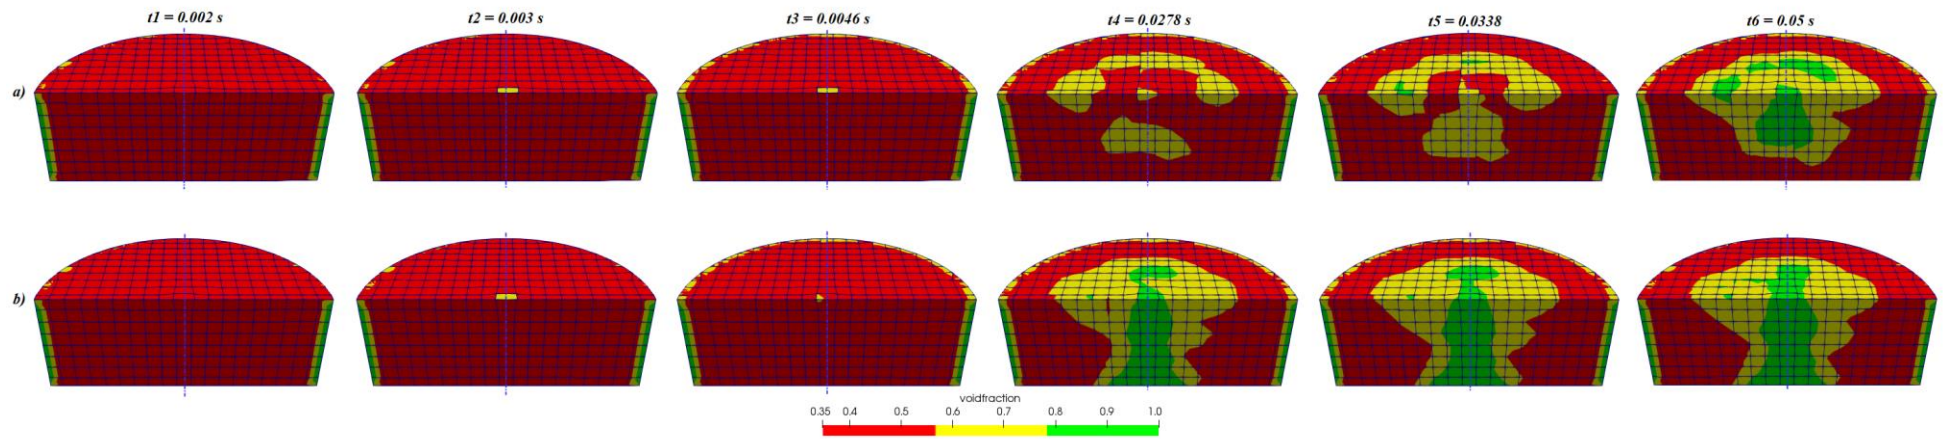 t1 = 0.002 s t2 = 0.003 s t3 = 0.0046 s t4 = 0.0278 s t5 = 0.0338 t6 = 0.05 s
a)
b)
voidfraction
0.35 0.4 0.5 0.6 0.7 0.8 0.9 1.0